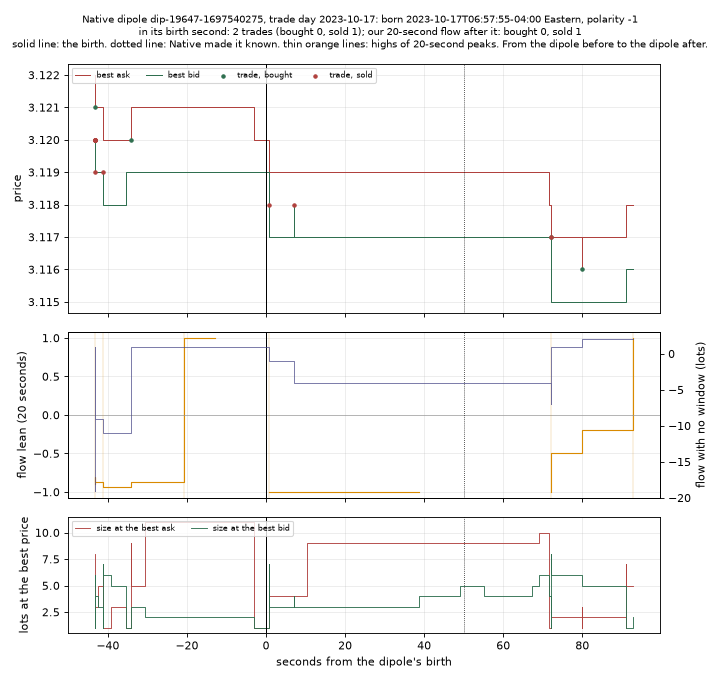 Native dipole dip-19647-1697540275, trade day 2023-10-17: born 2023-10-17T06:57:55-04:00 Eastern, polarity -1
in its birth second: 2 trades (bought 0, sold 1); our 20-second flow after it: bought 0, sold 1
solid line: the birth. dotted line: Native made it known. thin orange lines: highs of 20-second peaks. From the dipole before to the dipole after.
best ask best bid trade, bought trade, sold
3.122
3.121
3.120
3.119
3.118
3.117
3.116
3.115
price
1.0
0.5
0.0
−0.5
−1.0
flow lean (20 seconds)
0
−5
−10
−15
−20
flow with no window (lots)
size at the best ask size at the best bid
10.0
7.5
5.0
2.5
lots at the best price
−40 −20 0 20 40 60 80
seconds from the dipole's birth